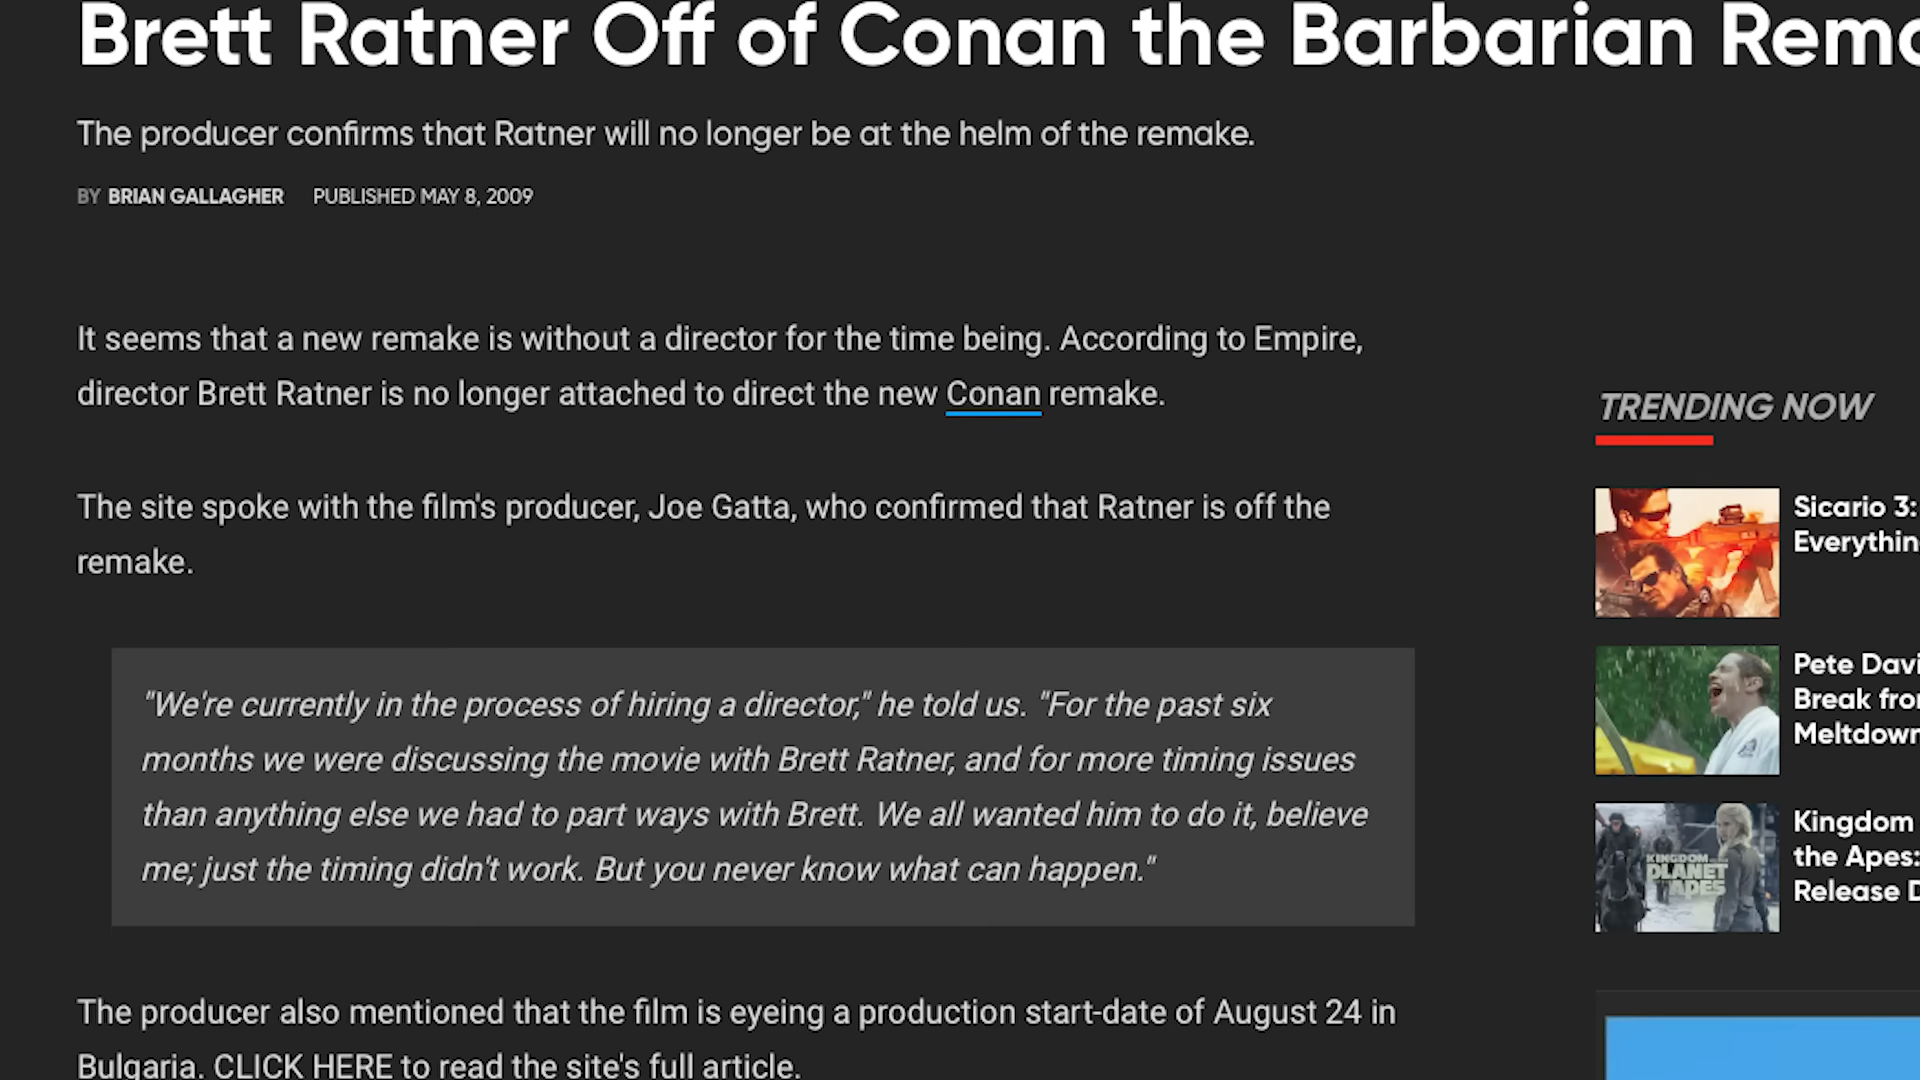 Brett Ratner Off of Conan the Barbarian
The producer confirms that Ratner will no longer be at the helm of the remake.
BY BRIAN GALLAGHER PUBLISHED MAY 8, 2009
It seems that a new remake is without a director for the time being. According to Empire,
director Brett Ratner is no longer attached to direct the new Conan remake.
The site spoke with the film's producer, Joe Gatta, who confirmed that Ratner is off the
remake.
"We're currently in the process of hiring a director," he told us. "For the past six
months we were discussing the movie with Brett Ratner, and for more timing issues
than anything else we had to part ways with Brett. We all wanted him to do it, believe
me; just the timing didn't work. But you never know what can happen."
The producer also mentioned that the film is eyeing a production start-date of August 24 in
Bulgaria. CLICK HERE to read the site's full article.
TRENDING NOW
Sicario 3:
Everythin
Pete Davi
Break fro
Meltdown
Kingdom
the Apes:
Release D
KINGDOM
PLANET
APES